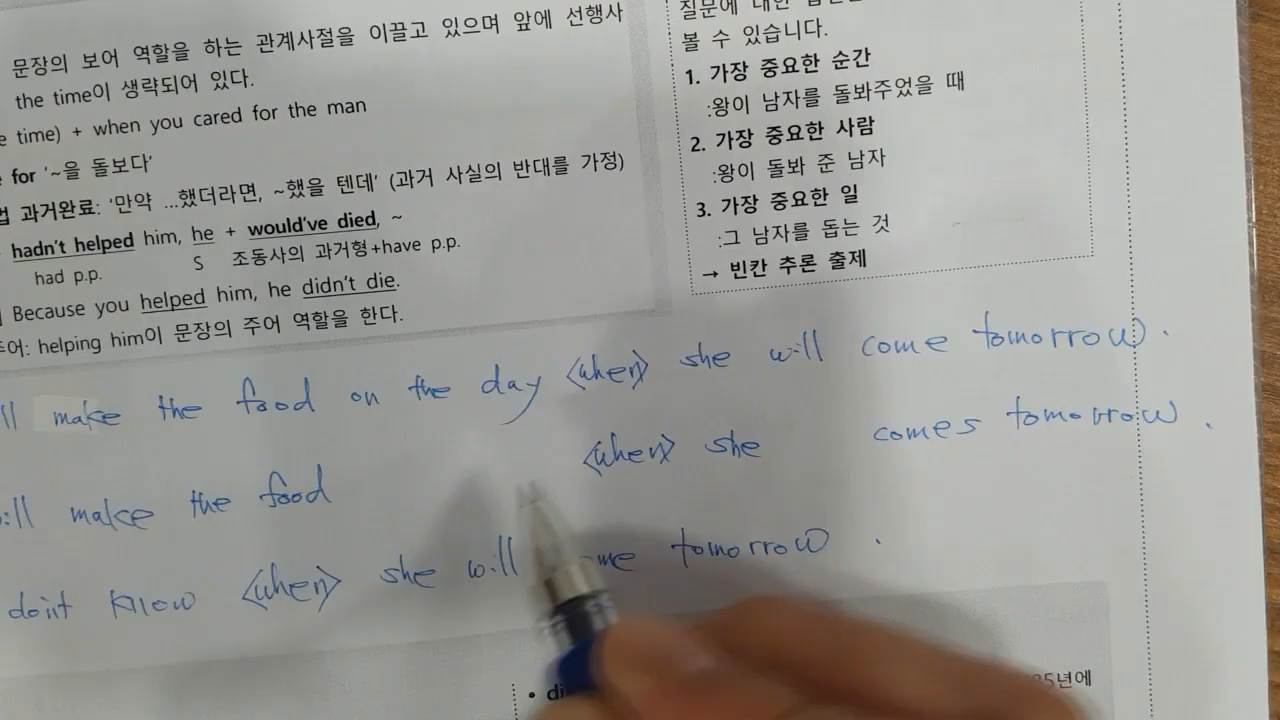 문장의 보어 역할을 하는 관계사절을 이끌고 있으며 앞에 선행사
the time이 생략되어 있다.
time) + when you cared for the man
for '~을 돌보다'
과거완료: '만약 …했더라면, ~했을 텐데' (과거 사실의 반대를 가정)
hadn't helped him, he + would've died, ~
had p.p. S 조동사의 과거형+have p.p.
Because you helped him, he didn't die.
helping him이 문장의 주어 역할을 한다.
질문에 대한
볼 수 있습니다.
1. 가장 중요한 순간
:왕이 남자를 돌봐주었을 때
2. 가장 중요한 사람
:왕이 돌봐 준 남자
3. 가장 중요한 일
:그 남자를 돕는 것
→ 빈칸 추론 출제
make the food on the day <when> she will come tomorrow.
make the food <when> she comes tomorrow.
don't know <when> she will tomorrow.